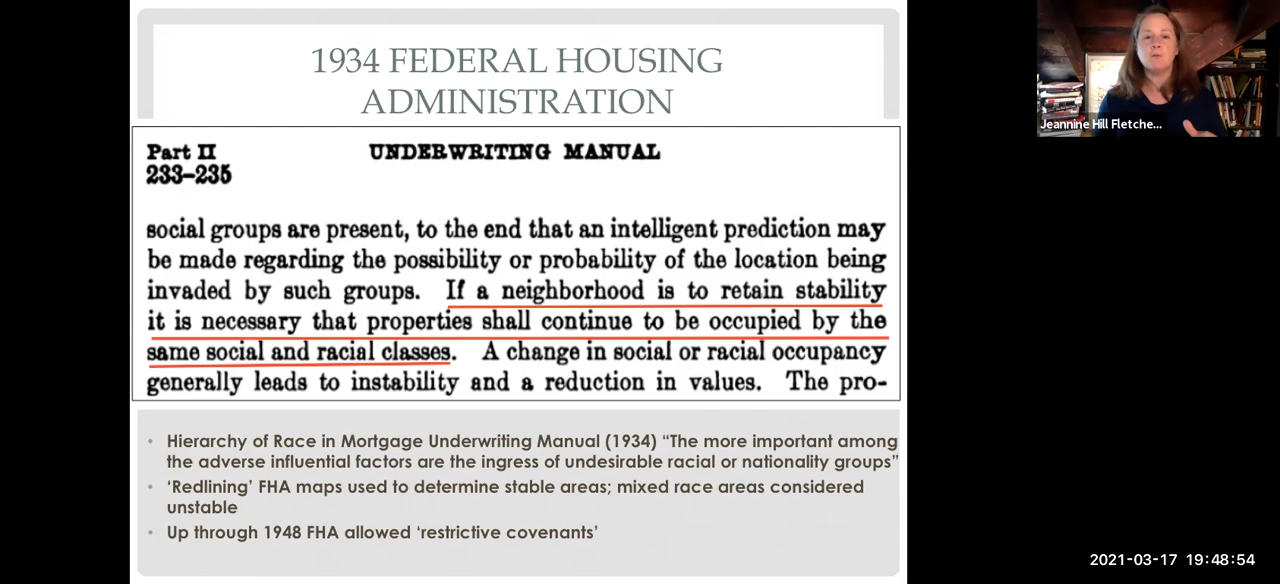 1934 FEDERAL HOUSING
ADMINISTRATION
Part II
UNDERWRITING MANUAL
233–235
social groups are present, to the end that an intelligent prediction may
be made regarding the possibility or probability of the location being
invaded by such groups. If a neighborhood is to retain stability
it is necessary that properties shall continue to be occupied by the
same social and racial classes. A change in social or racial occupancy
generally leads to instability and a reduction in values. The pro-
• Hierarchy of Race in Mortgage Underwriting Manual (1934) “The more important among
the adverse influential factors are the ingress of undesirable racial or nationality groups”
• ‘Redlining’ FHA maps used to determine stable areas; mixed race areas considered
unstable
• Up through 1948 FHA allowed ‘restrictive covenants’
Jeannine Hill Fletche...
2021-03-17 19:48:54